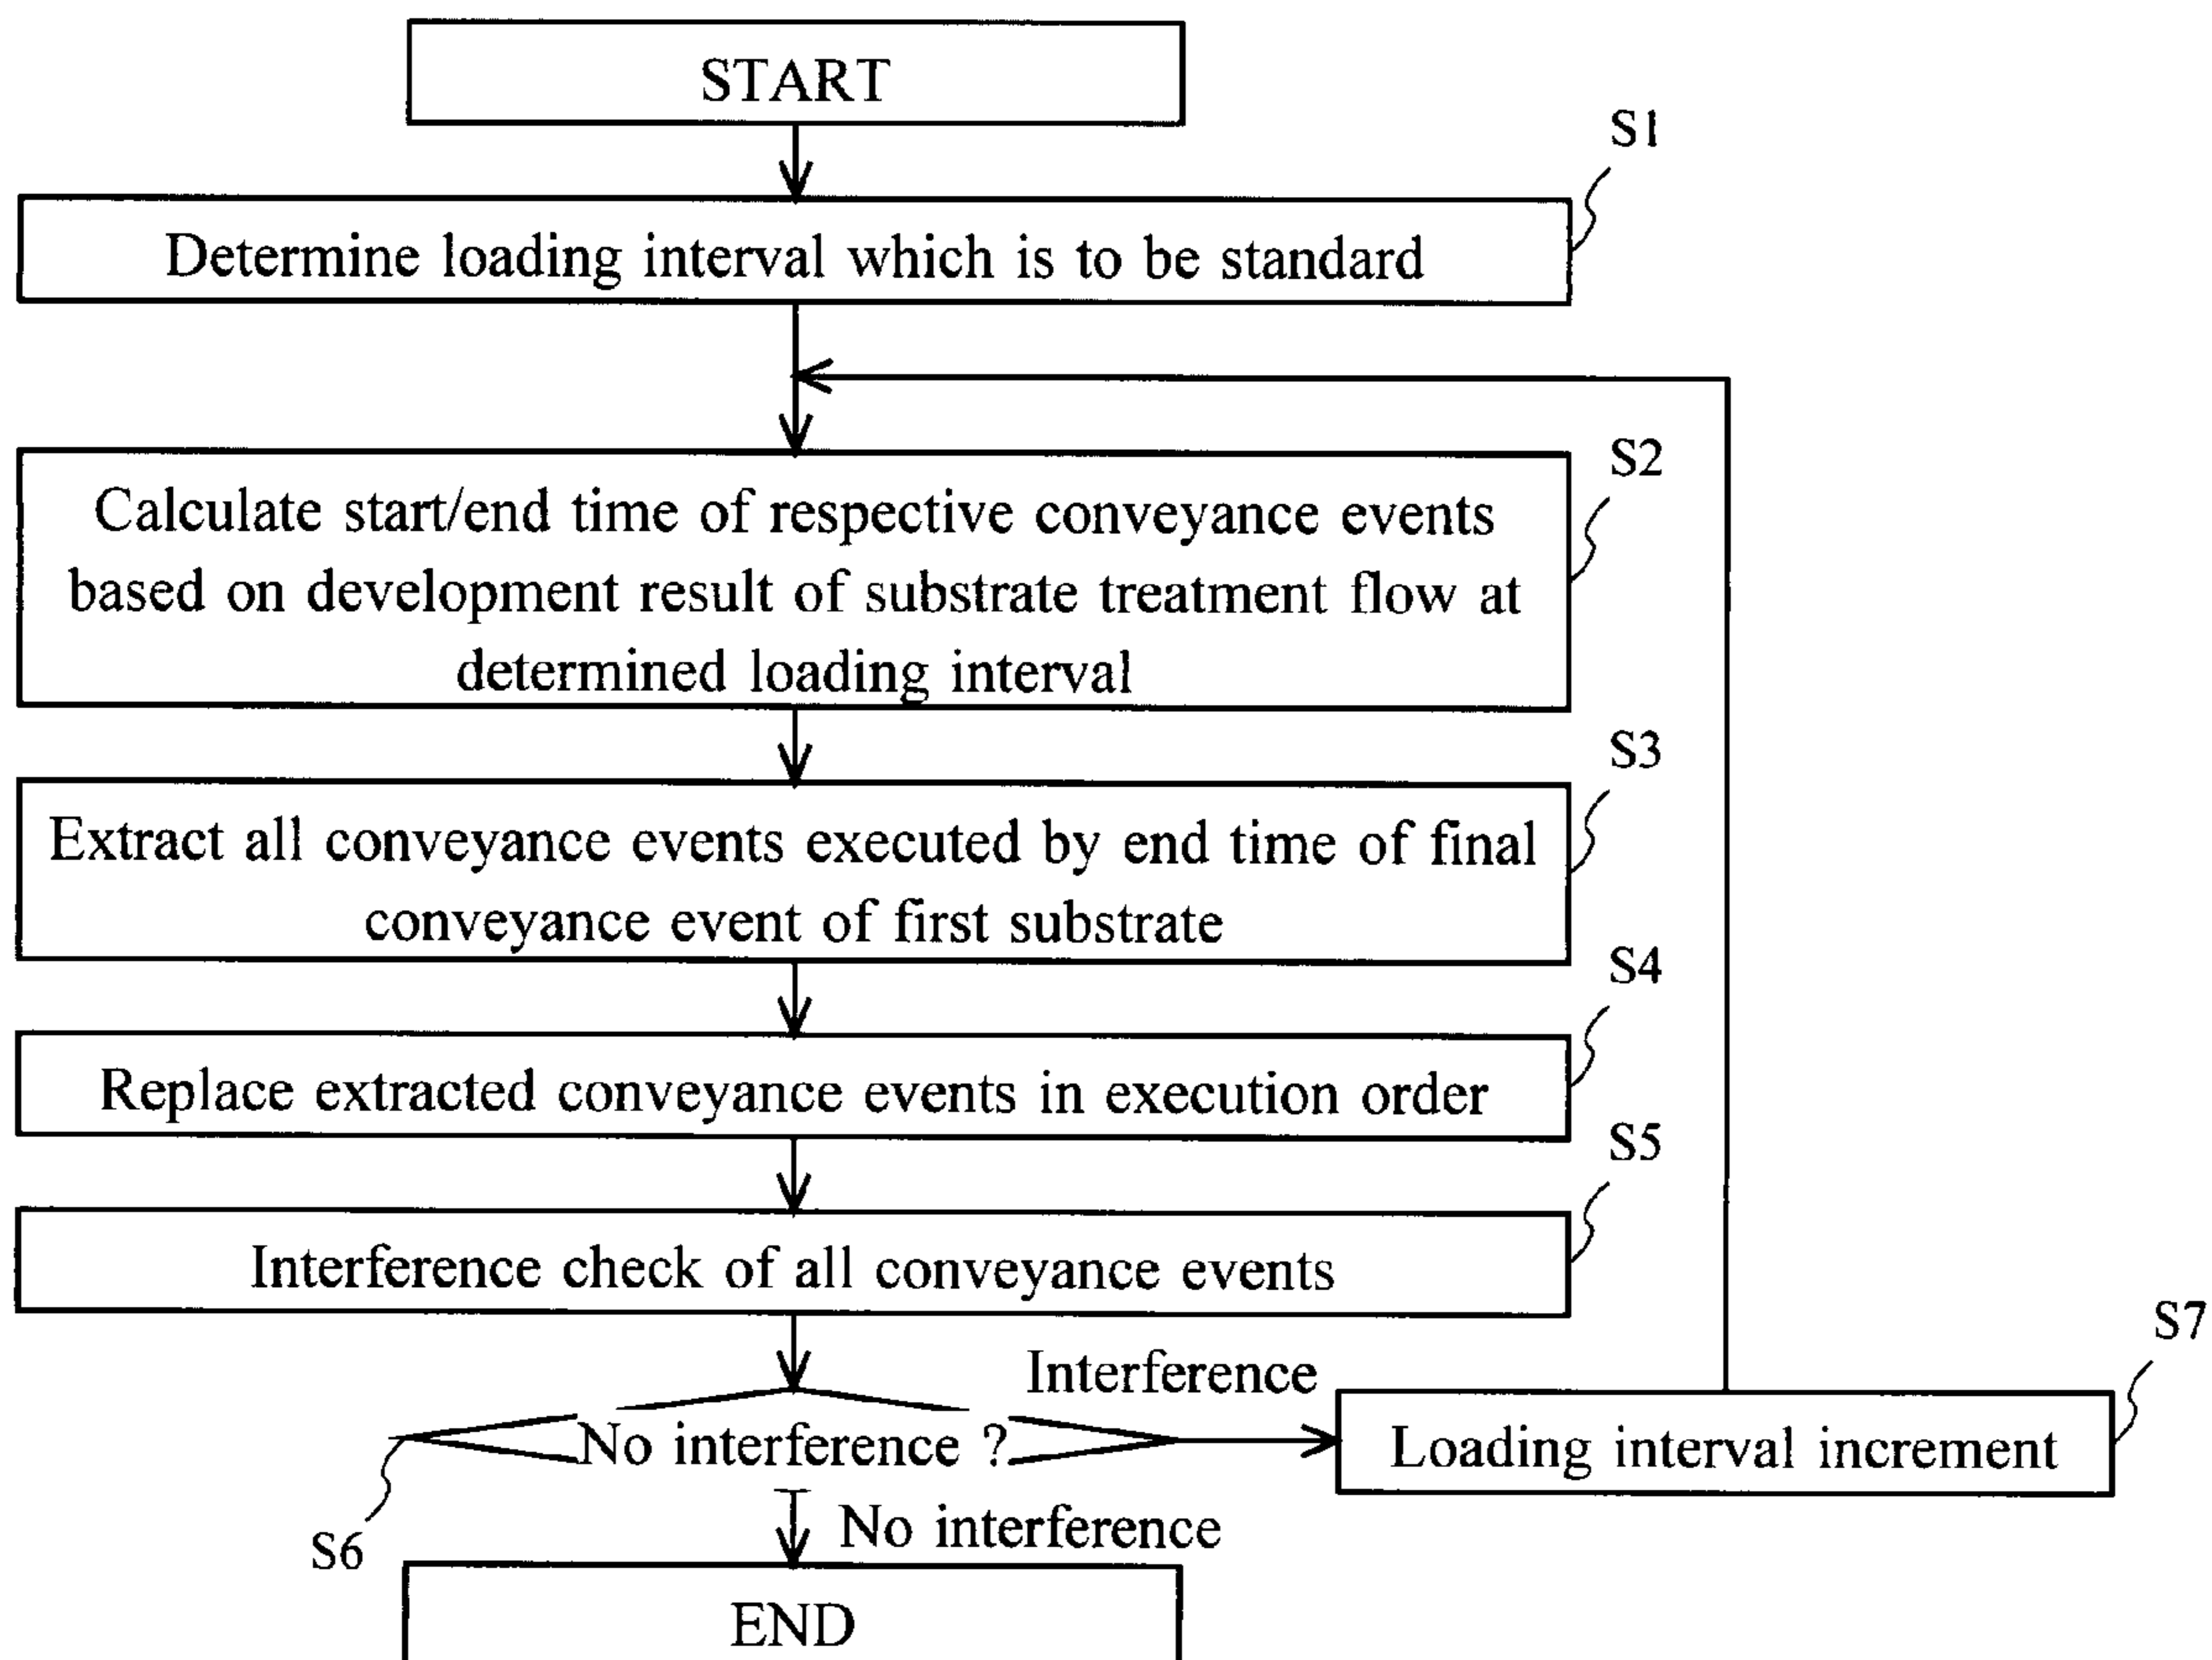 START
S1
Determine loading interval which is to be standard
S2
Calculate start/end time of respective conveyance events
based on development result of substrate treatment flow at
determined loading interval
S3
Extract all conveyance events executed by end time of final
conveyance event of first substrate
S4
Replace extracted conveyance events in execution order
S5
Interference check of all conveyance events
S7
Interference
No interference ?
Loading interval increment
S6
No interference
END